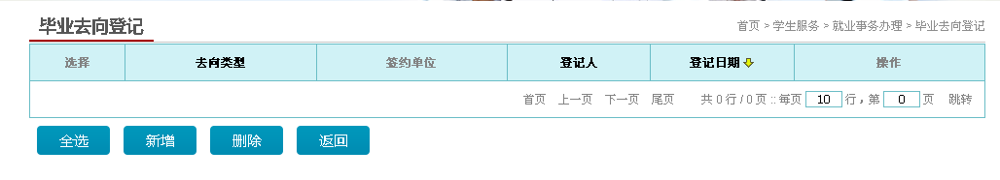 毕业去向登记
首页 > 学生服务 > 就业事务办理 > 毕业去向登记
选择 去向类型 签约单位 登记人 登记日期 操作
首页 上一页 下一页 尾页 共 0 行 / 0 页 :: 每页 10 行，第 0 页 跳转
全选 新增 删除 返回